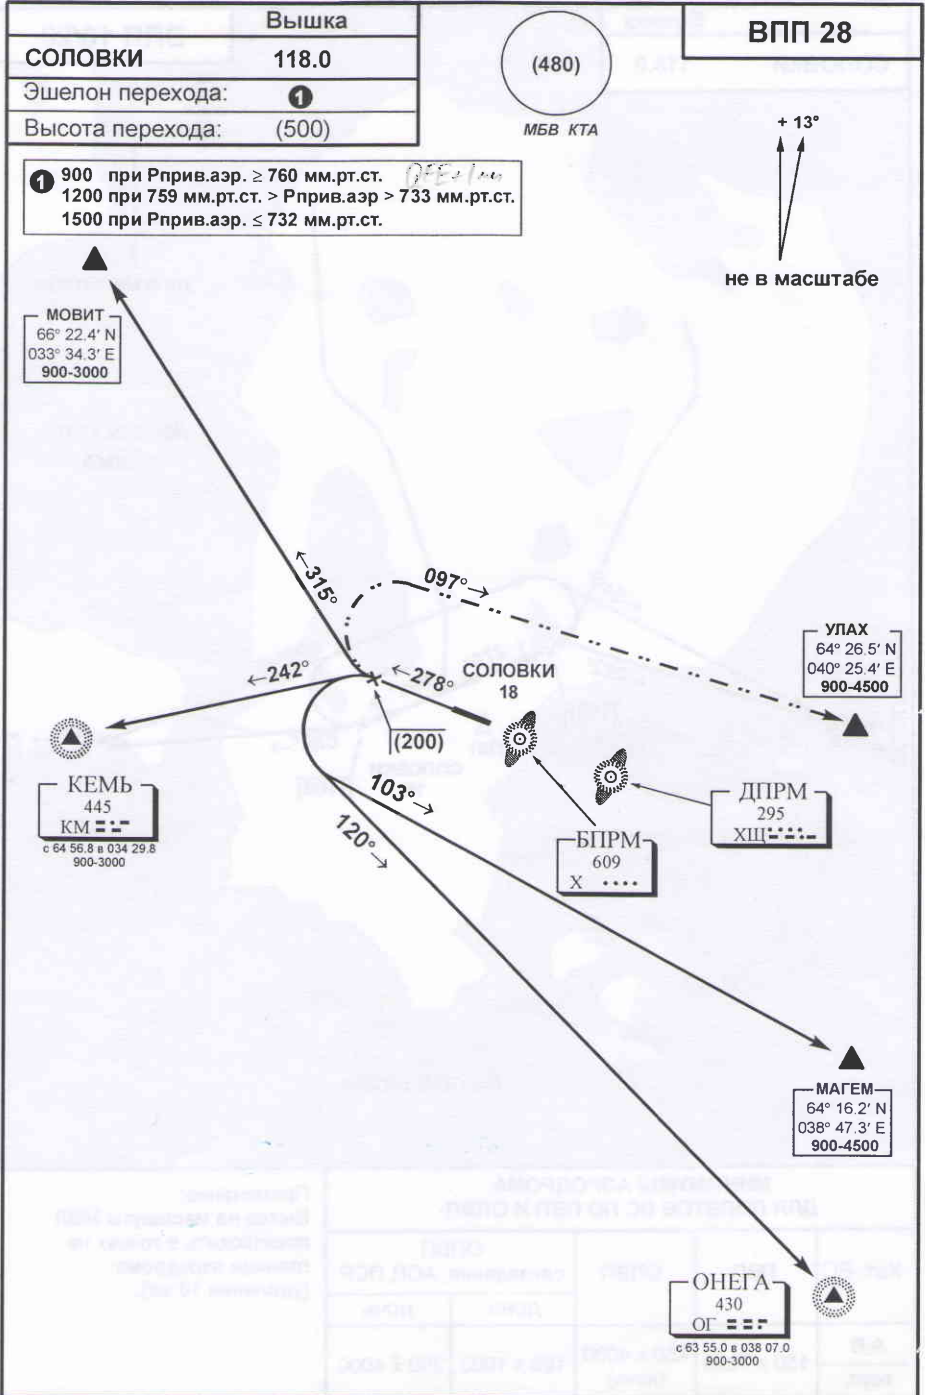 Вышка
СОЛОВКИ 118.0
Эшелон перехода: ❶
Высота перехода: (500)
(480)
МБВ КТА
ВПП 28
+ 13°
не в масштабе
❶ 900 при Рприв.аэр. ≥ 760 мм.рт.ст.
1200 при 759 мм.рт.ст. > Рприв.аэр > 733 мм.рт.ст.
1500 при Рприв.аэр. ≤ 732 мм.рт.ст.
МОВИТ
66° 22.4′ N
033° 34.3′ E
900-3000
←315°
097°→
УЛАХ
64° 26.5′ N
040° 25.4′ E
900-4500
←242°
←278°
СОЛОВКИ
18
(200)
КЕМЬ
445
КМ
с 64 56.8 в 034 29.8
900-3000
103°→
120°→
ДПРМ
295
ХЩ
БПРМ
609
Х
МАГЕМ
64° 16.2′ N
038° 47.3′ E
900-4500
ОНЕГА
430
ОГ
с 63 55.0 в 038 07.0
900-3000